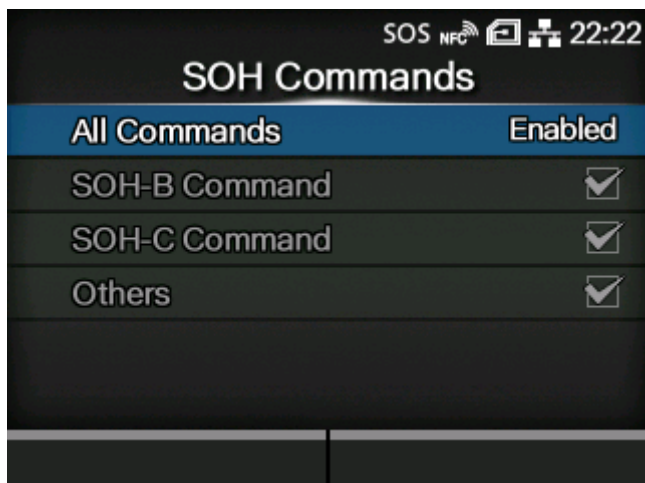 SOS NFC 22:22
SOH Commands
All Commands Enabled
SOH-B Command
SOH-C Command
Others